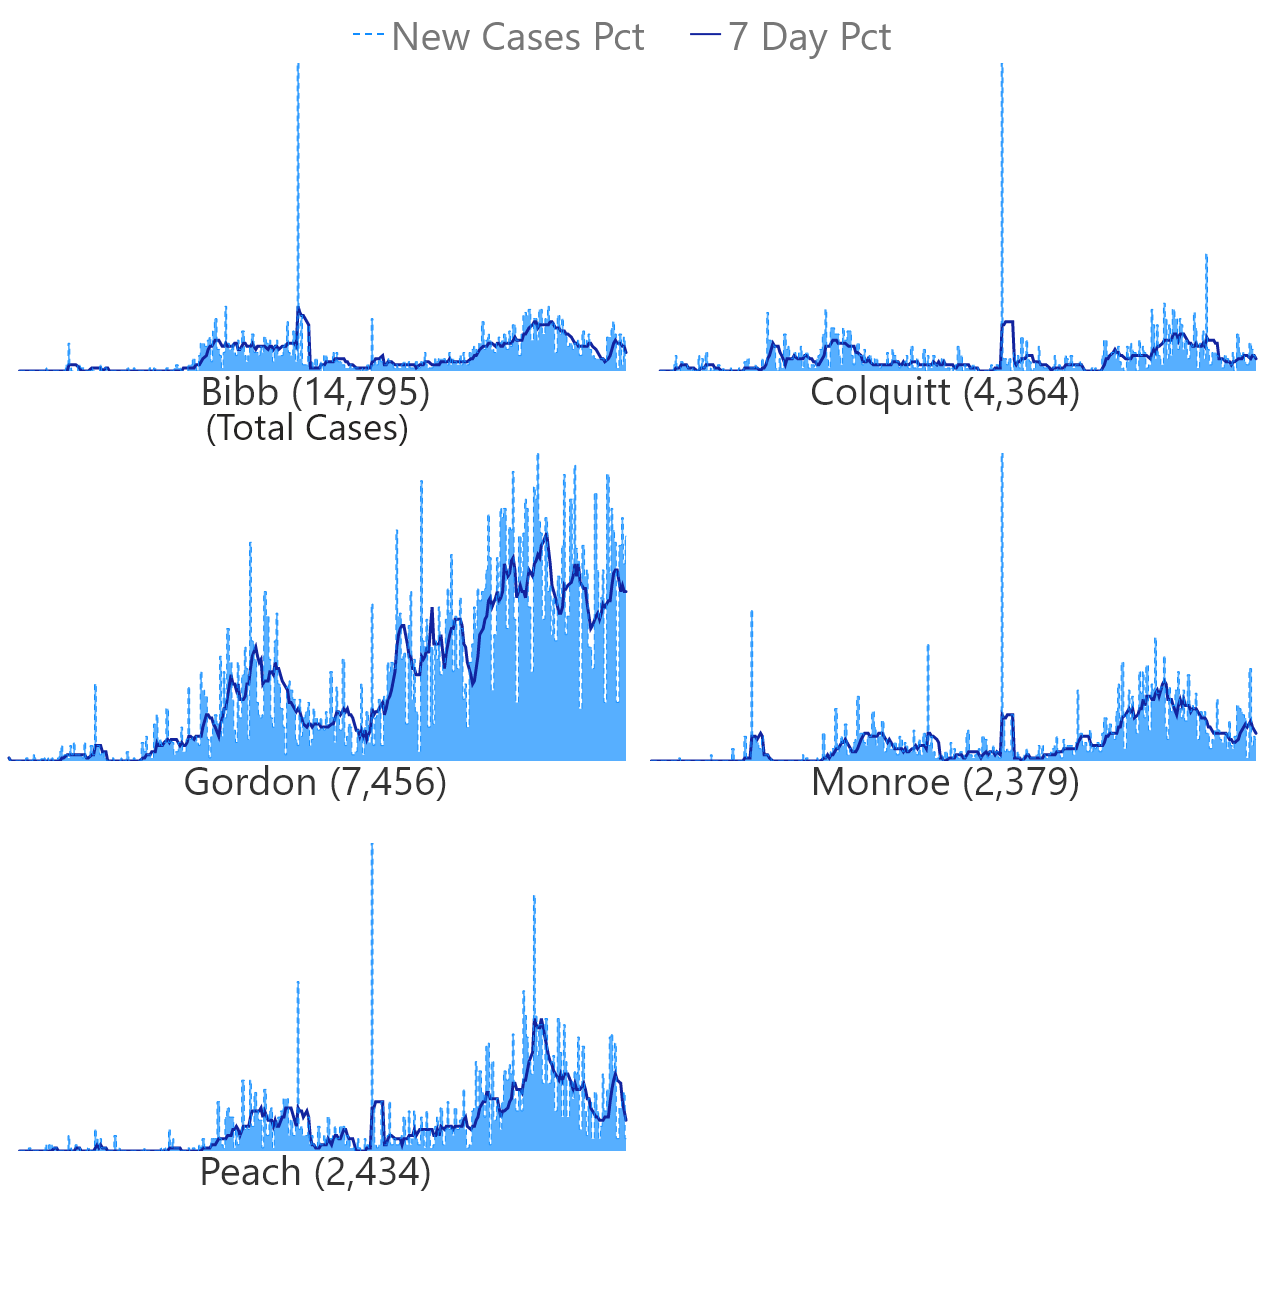 New Cases Pct 7 Day Pct
Bibb (14,795)
(Total Cases)
Colquitt (4,364)
Gordon (7,456)
Monroe (2,379)
Peach (2,434)